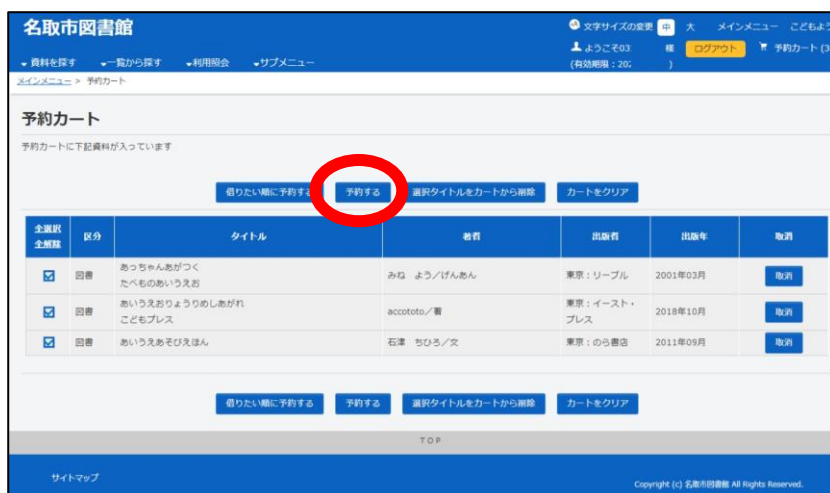 名取市図書館
文字サイズの変更 中 大 メインメニュー こどもよう
ようこそ03 様 ログアウト 予約カート (3
(有効期限：202 )
資料を探す 一覧から探す 利用照会 サブメニュー
メインメニュー > 予約カート
予約カート
予約カートに下記資料が入っています
借りたい順に予約する 予約する 選択タイトルをカートから削除 カートをクリア
全選択
全解除 区分 タイトル 著者 出版者 出版年 取消
図書 あっちゃんあがつく
たべものあいうえお みね よう／げんあん 東京：リーブル 2001年03月 取消
図書 あいうえおりょうりめしあがれ
こどもプレス accototo／著 東京：イースト・
プレス 2018年10月 取消
図書 あいうえあそびえほん 石津 ちひろ／文 東京：のら書店 2011年09月 取消
借りたい順に予約する 予約する 選択タイトルをカートから削除 カートをクリア
TOP
サイトマップ
Copyright (c) 名取市図書館 All Rights Reserved.